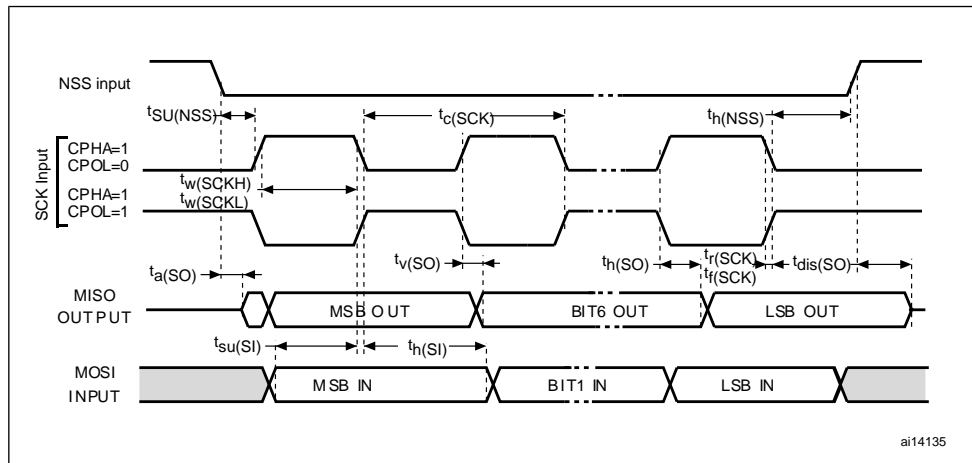 NSS input
tSU(NSS)
tc(SCK)
th(NSS)
SCK Input
CPHA=1
CPOL=0
tw(SCKH)
tw(SCKL)
CPHA=1
CPOL=1
ta(SO)
tv(SO)
th(SO)
tr(SCK)
tf(SCK)
tdis(SO)
MISO
OUTPUT
MSB OUT
BIT6 OUT
LSB OUT
tsu(SI)
th(SI)
MOSI
INPUT
MSB IN
BIT1 IN
LSB IN
ai14135